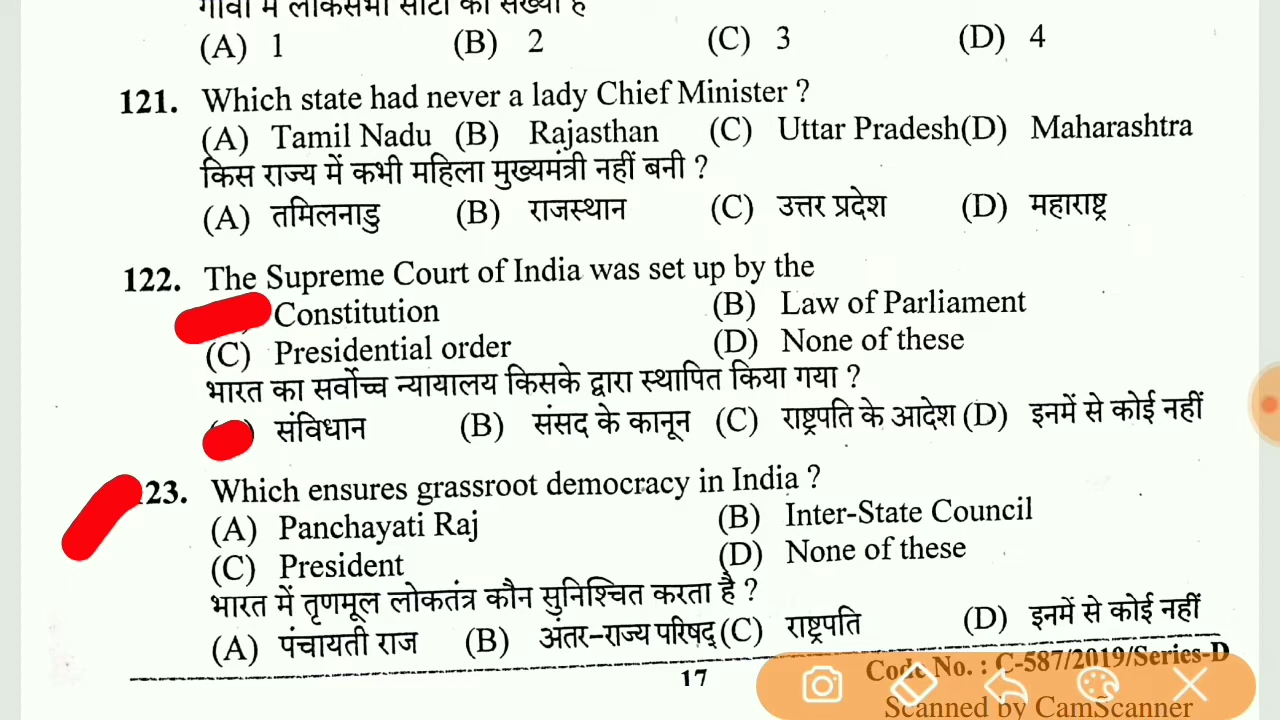 गोवा में लोकसभा सीटों की संख्या है
(A) 1 (B) 2 (C) 3 (D) 4
121. Which state had never a lady Chief Minister ?
(A) Tamil Nadu (B) Rajasthan (C) Uttar Pradesh (D) Maharashtra
किस राज्य में कभी महिला मुख्यमंत्री नहीं बनी ?
(A) तमिलनाडु (B) राजस्थान (C) उत्तर प्रदेश (D) महाराष्ट्र
122. The Supreme Court of India was set up by the
Constitution (B) Law of Parliament
(C) Presidential order (D) None of these
भारत का सर्वोच्च न्यायालय किसके द्वारा स्थापित किया गया ?
संविधान (B) संसद के कानून (C) राष्ट्रपति के आदेश (D) इनमें से कोई नहीं
23. Which ensures grassroot democracy in India ?
(A) Panchayati Raj (B) Inter-State Council
(C) President (D) None of these
भारत में तृणमूल लोकतंत्र कौन सुनिश्चित करता है ?
(A) पंचायती राज (B) अंतर-राज्य परिषद् (C) राष्ट्रपति (D) इनमें से कोई नहीं
17
Code No. : C-587/2019/Series-D
Scanned by CamScanner